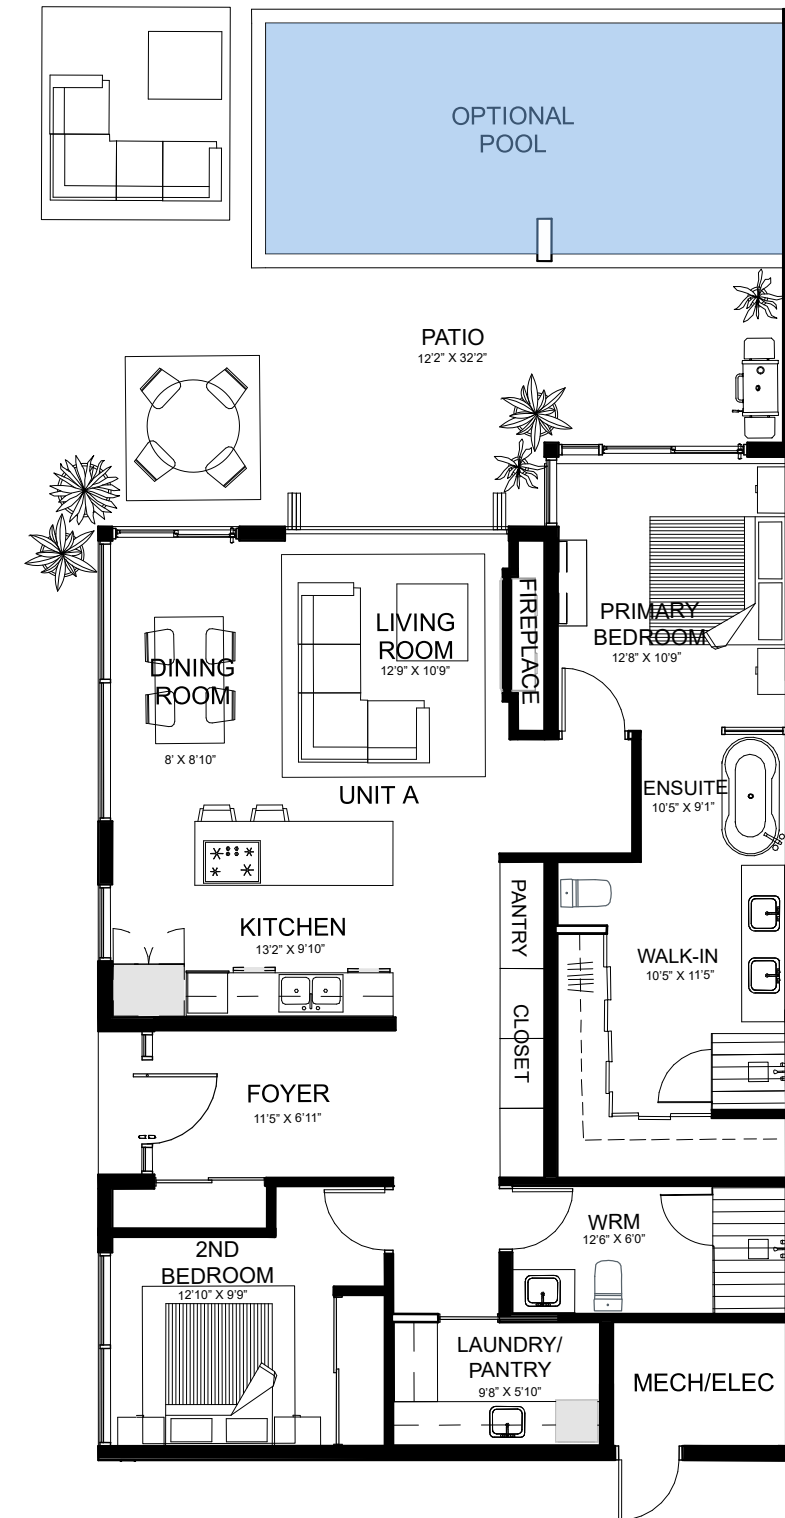 OPTIONAL
POOL
PATIO
12'2" X 32'2"
LIVING
ROOM
12'9" X 10'9"
FIREPLACE
PRIMARY
BEDROOM
12'8" X 10'9"
DINING
ROOM
8' X 8'10"
UNIT A
ENSUITE
10'5" X 9'1"
KITCHEN
13'2" X 9'10"
PANTRY
WALK-IN
10'5" X 11'5"
CLOSET
FOYER
11'5" X 6'11"
WRM
12'6" X 6'0"
2ND
BEDROOM
12'10" X 9'9"
LAUNDRY/
PANTRY
9'8" X 5'10"
MECH/ELEC